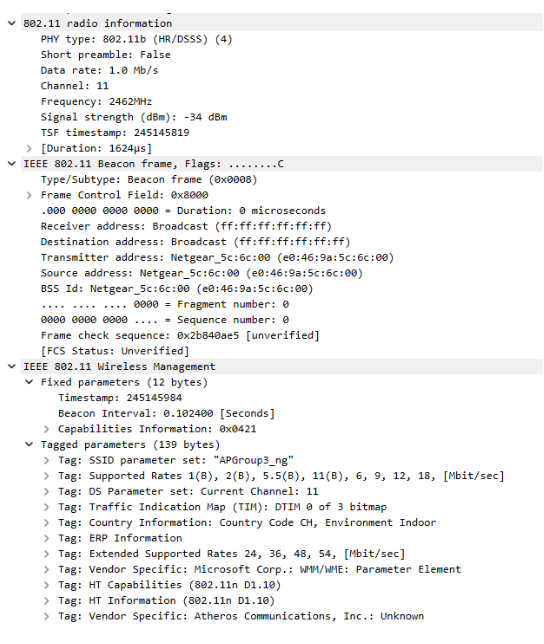 802.11 radio information
PHY type: 802.11b (HR/DSSS) (4)
Short preamble: False
Data rate: 1.0 Mb/s
Channel: 11
Frequency: 2462MHz
Signal strength (dBm): -34 dBm
TSF timestamp: 245145819
[Duration: 1624µs]
IEEE 802.11 Beacon frame, Flags: ........C
Type/Subtype: Beacon frame (0x0008)
Frame Control Field: 0x8000
.000 0000 0000 0000 = Duration: 0 microseconds
Receiver address: Broadcast (ff:ff:ff:ff:ff:ff)
Destination address: Broadcast (ff:ff:ff:ff:ff:ff)
Transmitter address: Netgear_5c:6c:00 (e0:46:9a:5c:6c:00)
Source address: Netgear_5c:6c:00 (e0:46:9a:5c:6c:00)
BSS Id: Netgear_5c:6c:00 (e0:46:9a:5c:6c:00)
.... .... .... 0000 = Fragment number: 0
0000 0000 0000 .... = Sequence number: 0
Frame check sequence: 0x2b840ae5 [unverified]
[FCS Status: Unverified]
IEEE 802.11 Wireless Management
Fixed parameters (12 bytes)
Timestamp: 245145984
Beacon Interval: 0.102400 [Seconds]
Capabilities Information: 0x0421
Tagged parameters (139 bytes)
Tag: SSID parameter set: "APGroup3_ng"
Tag: Supported Rates 1(B), 2(B), 5.5(B), 11(B), 6, 9, 12, 18, [Mbit/sec]
Tag: DS Parameter set: Current Channel: 11
Tag: Traffic Indication Map (TIM): DTIM 0 of 3 bitmap
Tag: Country Information: Country Code CH, Environment Indoor
Tag: ERP Information
Tag: Extended Supported Rates 24, 36, 48, 54, [Mbit/sec]
Tag: Vendor Specific: Microsoft Corp.: WMM/WME: Parameter Element
Tag: HT Capabilities (802.11n D1.10)
Tag: HT Information (802.11n D1.10)
Tag: Vendor Specific: Atheros Communications, Inc.: Unknown